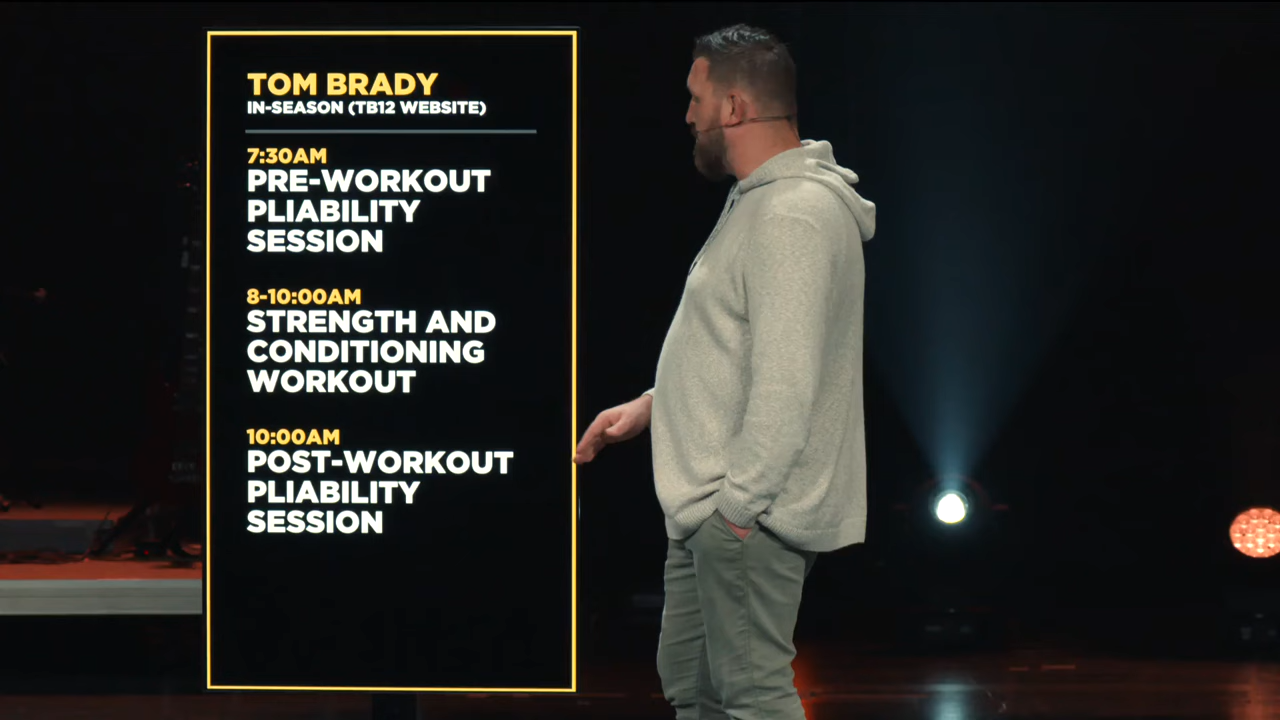 TOM BRADY
IN-SEASON (TB12 WEBSITE)
7:30AM
PRE-WORKOUT
PLIABILITY
SESSION
8-10:00AM
STRENGTH AND
CONDITIONING
WORKOUT
10:00AM
POST-WORKOUT
PLIABILITY
SESSION